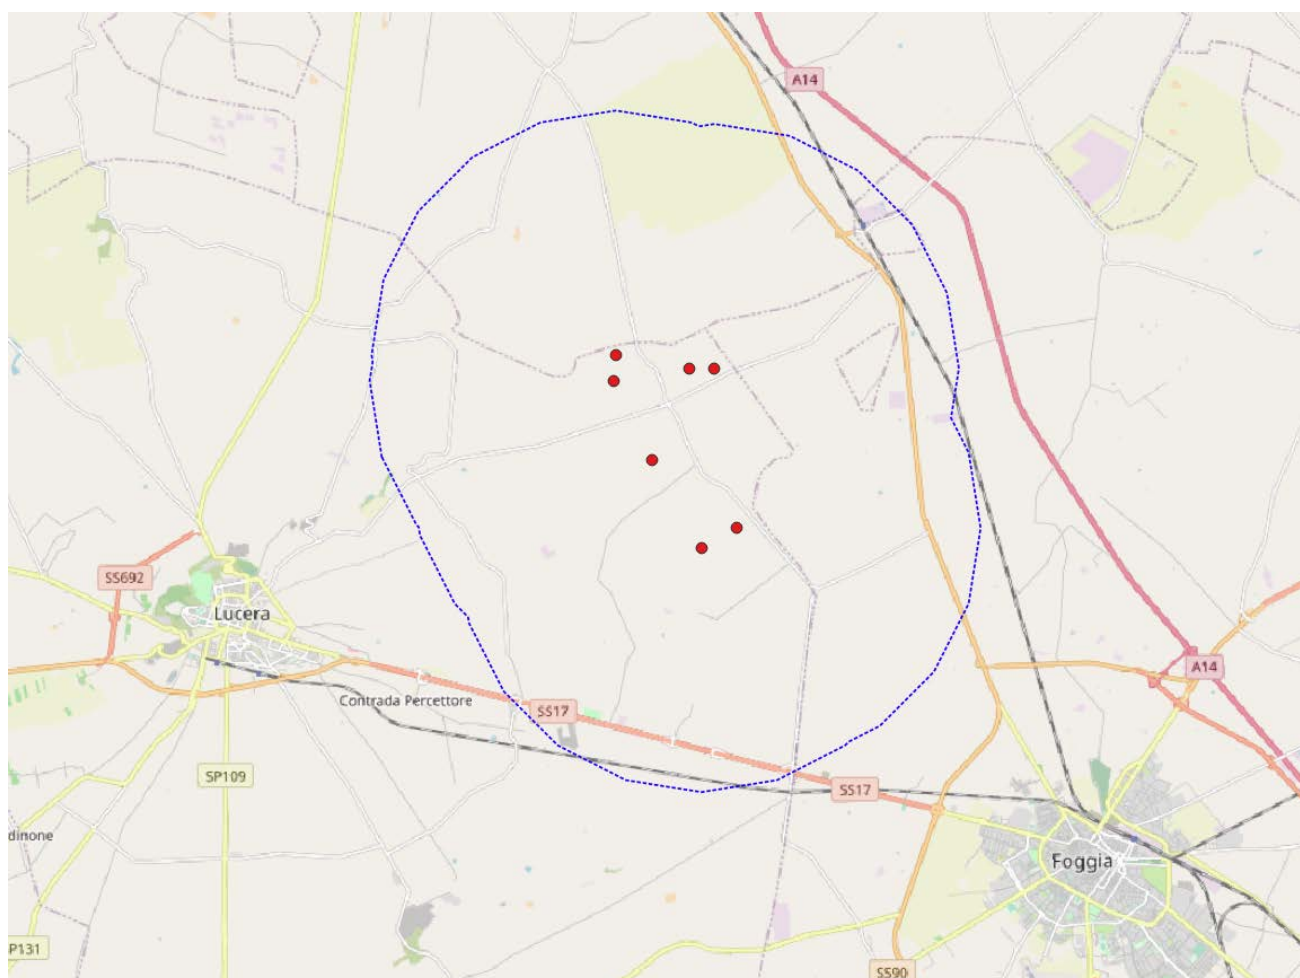 A14
SS692
Lucera
A14
Contrada Percettore
SS17
SP109
SS17
dinone
Foggia
P131
SS90